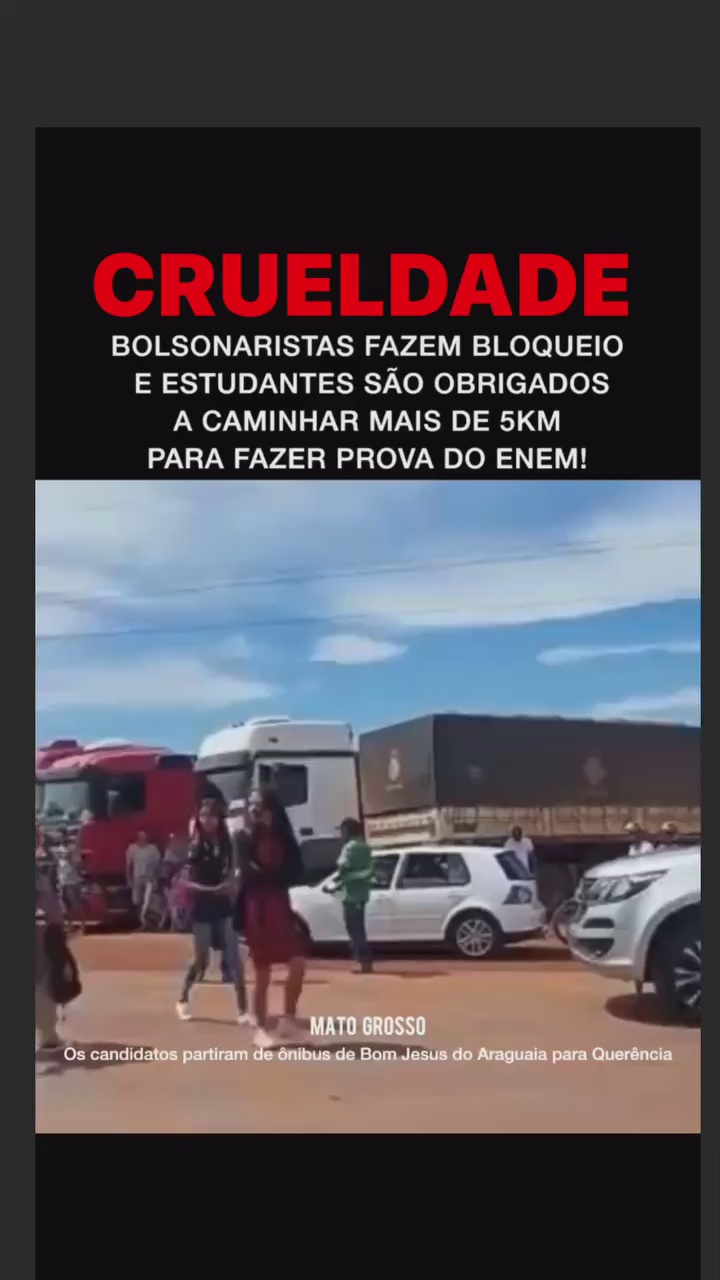 CRUELDADE
BOLSONARISTAS FAZEM BLOQUEIO
E ESTUDANTES SÃO OBRIGADOS
A CAMINHAR MAIS DE 5KM
PARA FAZER PROVA DO ENEM!
MATO GROSSO
Os candidatos partiram de ônibus de Bom Jesus do Araguaia para Querência